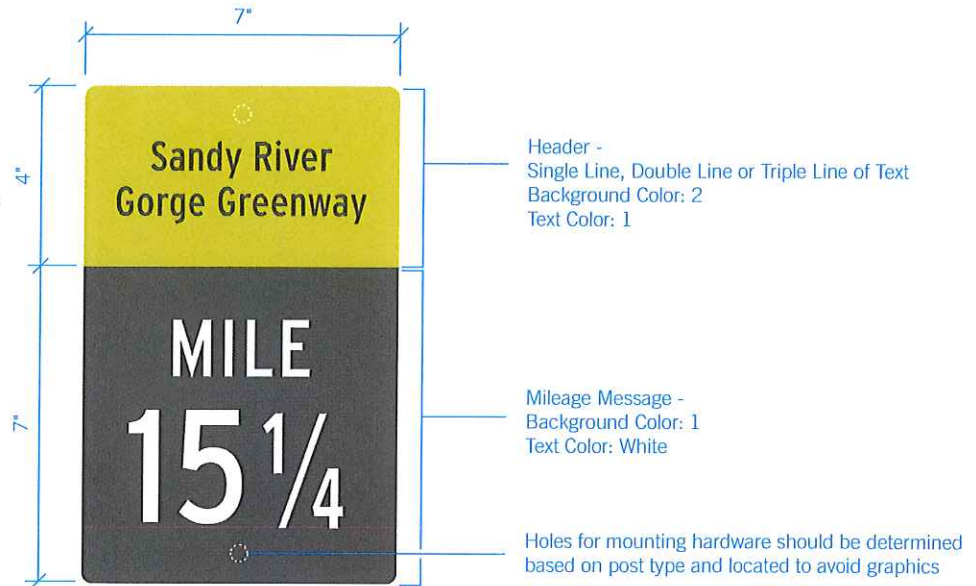 7"
4"
Sandy River
Gorge Greenway
Header -
Single Line, Double Line or Triple Line of Text
Background Color: 2
Text Color: 1
7"
MILE
15 1/4
Mileage Message -
Background Color: 1
Text Color: White
Holes for mounting hardware should be determined
based on post type and located to avoid graphics